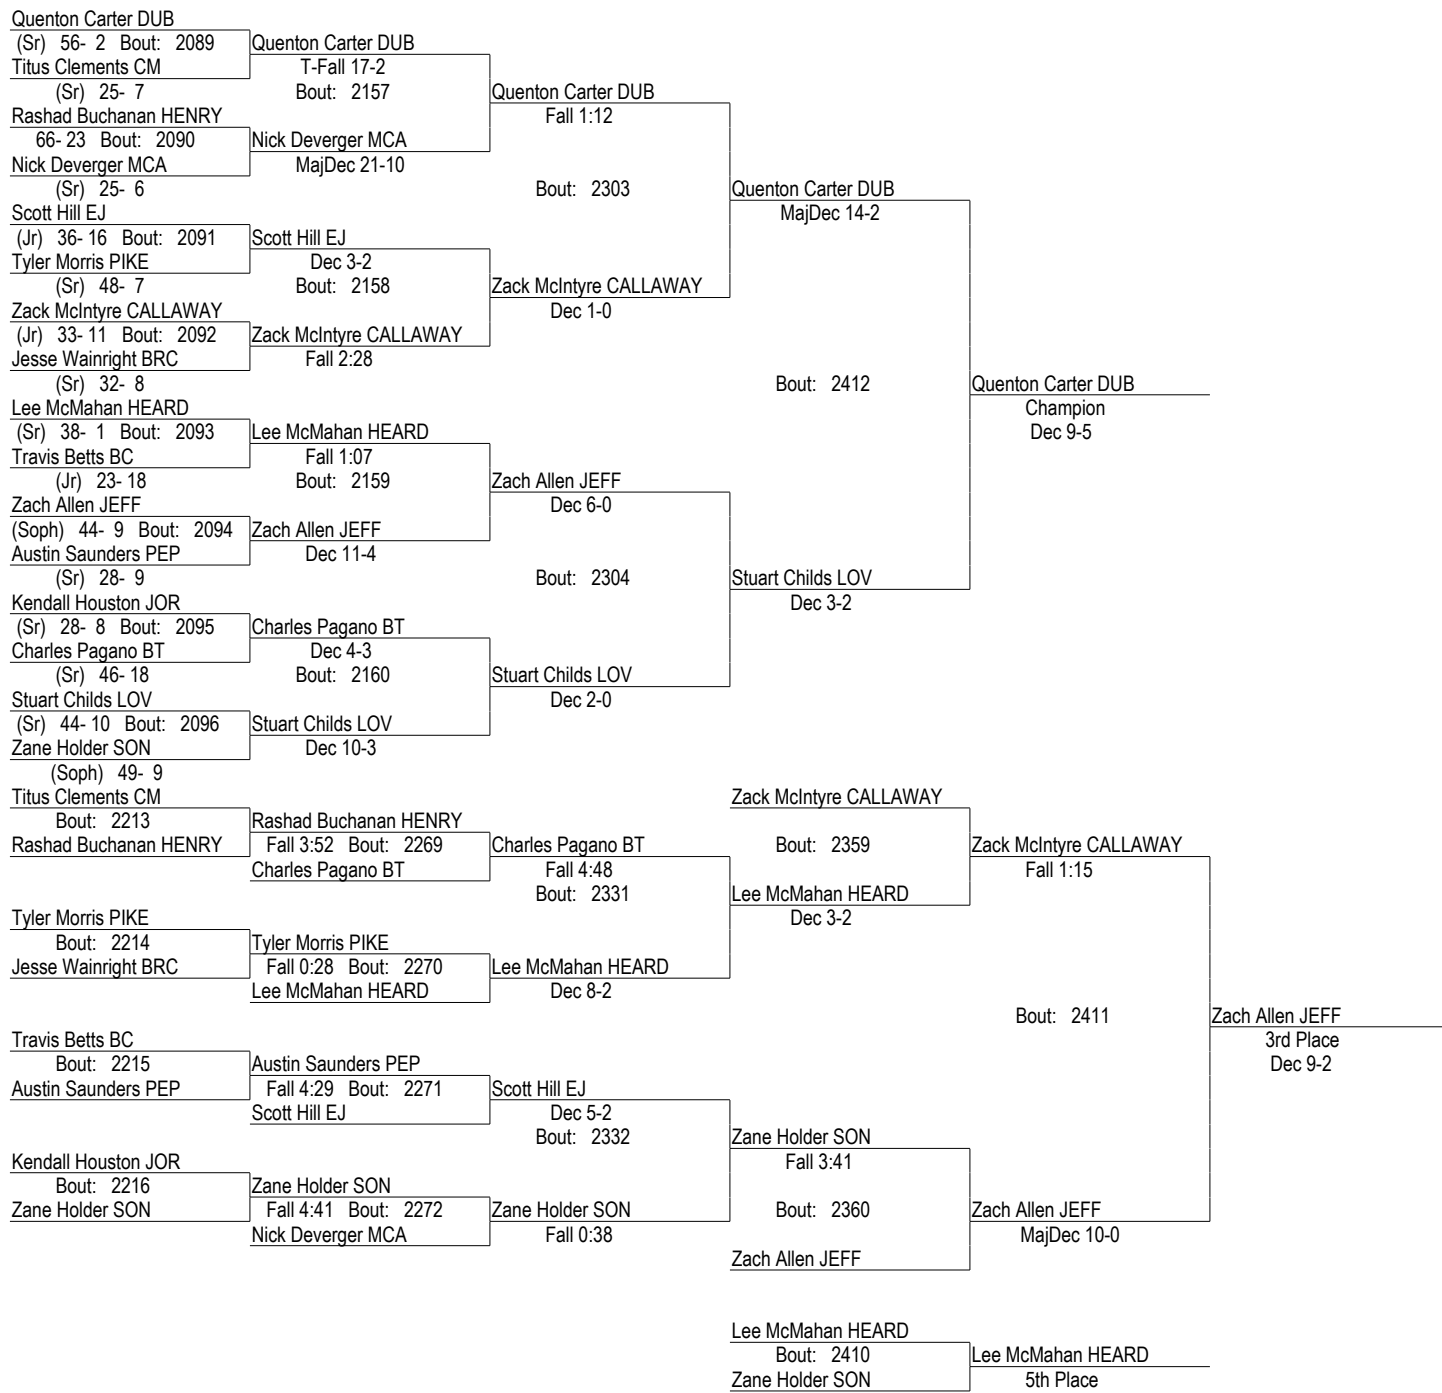 Quenton Carter DUB
(Sr) 56- 2 Bout: 2089
Quenton Carter DUB
Titus Clements CM
T-Fall 17-2
(Sr) 25- 7
Bout: 2157
Quenton Carter DUB
Rashad Buchanan HENRY
Fall 1:12
66- 23 Bout: 2090
Nick Deverger MCA
Nick Deverger MCA
MajDec 21-10
(Sr) 25- 6
Bout: 2303
Quenton Carter DUB
Scott Hill EJ
MajDec 14-2
(Jr) 36- 16 Bout: 2091
Scott Hill EJ
Tyler Morris PIKE
Dec 3-2
(Sr) 48- 7
Bout: 2158
Zack McIntyre CALLAWAY
Zack McIntyre CALLAWAY
Dec 1-0
(Jr) 33- 11 Bout: 2092
Zack McIntyre CALLAWAY
Jesse Wainright BRC
Fall 2:28
(Sr) 32- 8
Bout: 2412
Quenton Carter DUB
Lee McMahan HEARD
Champion
(Sr) 38- 1 Bout: 2093
Lee McMahan HEARD
Dec 9-5
Travis Betts BC
Fall 1:07
(Jr) 23- 18
Bout: 2159
Zach Allen JEFF
Zach Allen JEFF
Dec 6-0
(Soph) 44- 9 Bout: 2094
Zach Allen JEFF
Austin Saunders PEP
Dec 11-4
(Sr) 28- 9
Bout: 2304
Stuart Childs LOV
Kendall Houston JOR
Dec 3-2
(Sr) 28- 8 Bout: 2095
Charles Pagano BT
Charles Pagano BT
Dec 4-3
(Sr) 46- 18
Bout: 2160
Stuart Childs LOV
Stuart Childs LOV
Dec 2-0
(Sr) 44- 10 Bout: 2096
Stuart Childs LOV
Zane Holder SON
Dec 10-3
(Soph) 49- 9
Titus Clements CM
Zack McIntyre CALLAWAY
Bout: 2213
Rashad Buchanan HENRY
Rashad Buchanan HENRY
Fall 3:52 Bout: 2269
Charles Pagano BT
Bout: 2359
Zack McIntyre CALLAWAY
Charles Pagano BT
Fall 4:48
Fall 1:15
Bout: 2331
Lee McMahan HEARD
Tyler Morris PIKE
Dec 3-2
Bout: 2214
Tyler Morris PIKE
Jesse Wainright BRC
Fall 0:28 Bout: 2270
Lee McMahan HEARD
Lee McMahan HEARD
Dec 8-2
Bout: 2411
Zach Allen JEFF
Travis Betts BC
3rd Place
Bout: 2215
Austin Saunders PEP
Dec 9-2
Austin Saunders PEP
Fall 4:29 Bout: 2271
Scott Hill EJ
Scott Hill EJ
Dec 5-2
Bout: 2332
Zane Holder SON
Kendall Houston JOR
Fall 3:41
Bout: 2216
Zane Holder SON
Zane Holder SON
Fall 4:41 Bout: 2272
Zane Holder SON
Bout: 2360
Zach Allen JEFF
Nick Deverger MCA
Fall 0:38
MajDec 10-0
Zach Allen JEFF
Lee McMahan HEARD
Bout: 2410
Lee McMahan HEARD
Zane Holder SON
5th Place